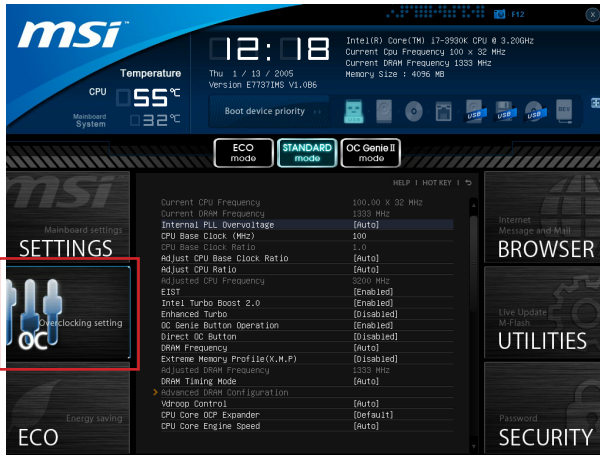 msi
F12
X
12:18
Intel(R) Core(TM) i7-3930K CPU @ 3.20GHz
Current Cpu Frequency 100 x 32 MHz
Current DRAM Frequency 1333 MHz
Memory Size : 4096 MB
Thu 1 / 13 / 2005
Version E7737IMS V1.0B6
Temperature
CPU 55°C
Mainboard System 32°C
Boot device priority
USB USB USB DEV
ECO mode
STANDARD mode
OC Genie II mode
HELP | HOT KEY |
msi
Mainboard settings
SETTINGS
Overclocking setting
OC
Energy saving
ECO
Current CPU Frequency 100.00 X 32 MHz
Current DRAM Frequency 1333 MHz
Internal PLL Overvoltage [Auto]
CPU Base Clock (MHz) 100
CPU Base Clock Ratio 1.0
Adjust CPU Base Clock Ratio [Auto]
Adjust CPU Ratio [Auto]
Adjusted CPU Frequency 3200 MHz
EIST [Enabled]
Intel Turbo Boost 2.0 [Enabled]
Enhanced Turbo [Disabled]
OC Genie Button Operation [Enabled]
Direct OC Button [Disabled]
DRAM Frequency [Auto]
Extreme Memory Profile(X.M.P) [Disabled]
Adjusted DRAM Frequency 1333 MHz
DRAM Timing Mode [Auto]
> Advanced DRAM Configuration
Vdroop Control [Auto]
CPU Core OCP Expander [Default]
CPU Core Engine Speed [Auto]
Internet
Message and Mail
BROWSER
Live Update
M-Flash
UTILITIES
Password
SECURITY